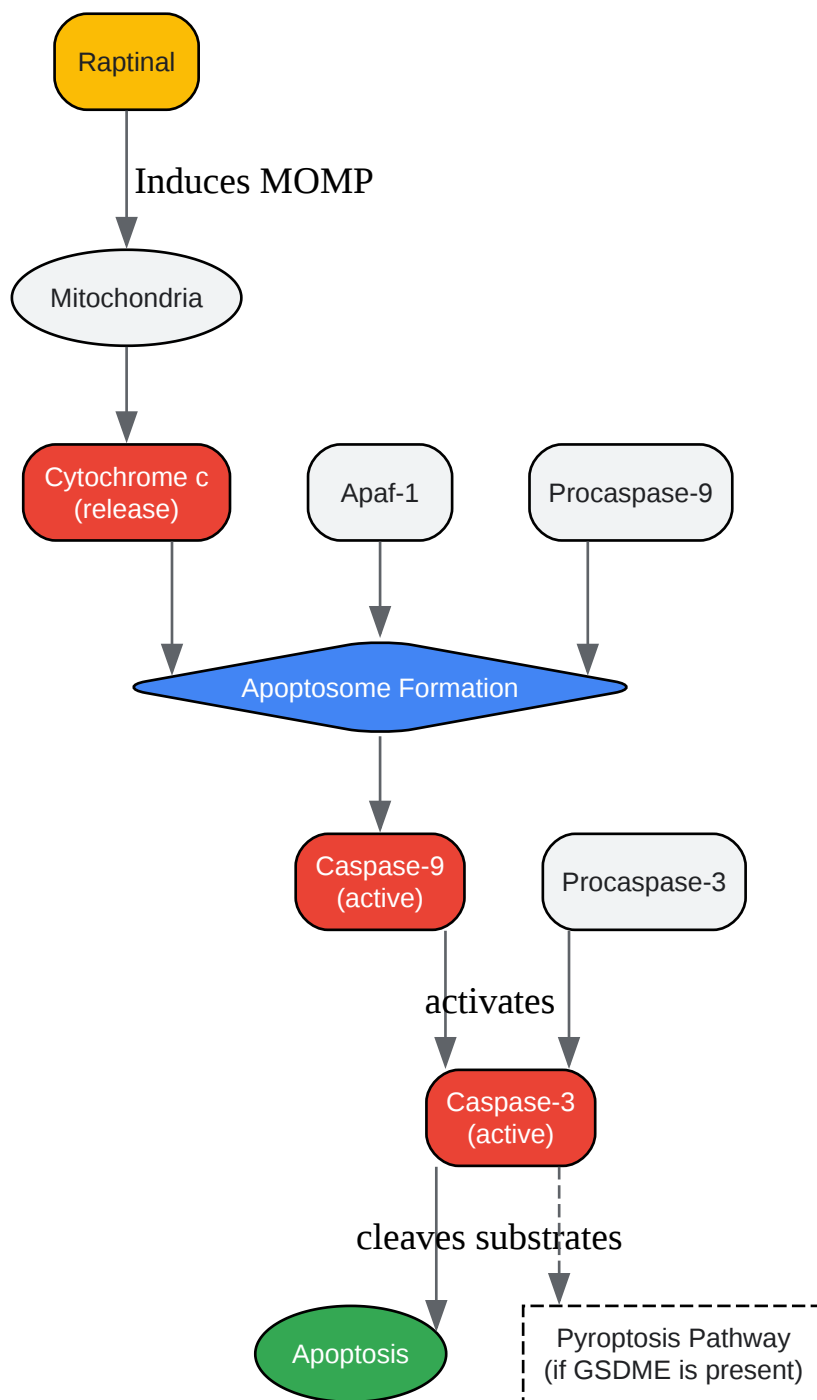 Raptinal
Induces MOMP
Mitochondria
Cytochrome c
(release)
Apaf-1
Procaspase-9
Apoptosome Formation
Caspase-9
(active)
Procaspase-3
activates
Caspase-3
(active)
cleaves substrates
Apoptosis
Pyroptosis Pathway
(if GSDME is present)